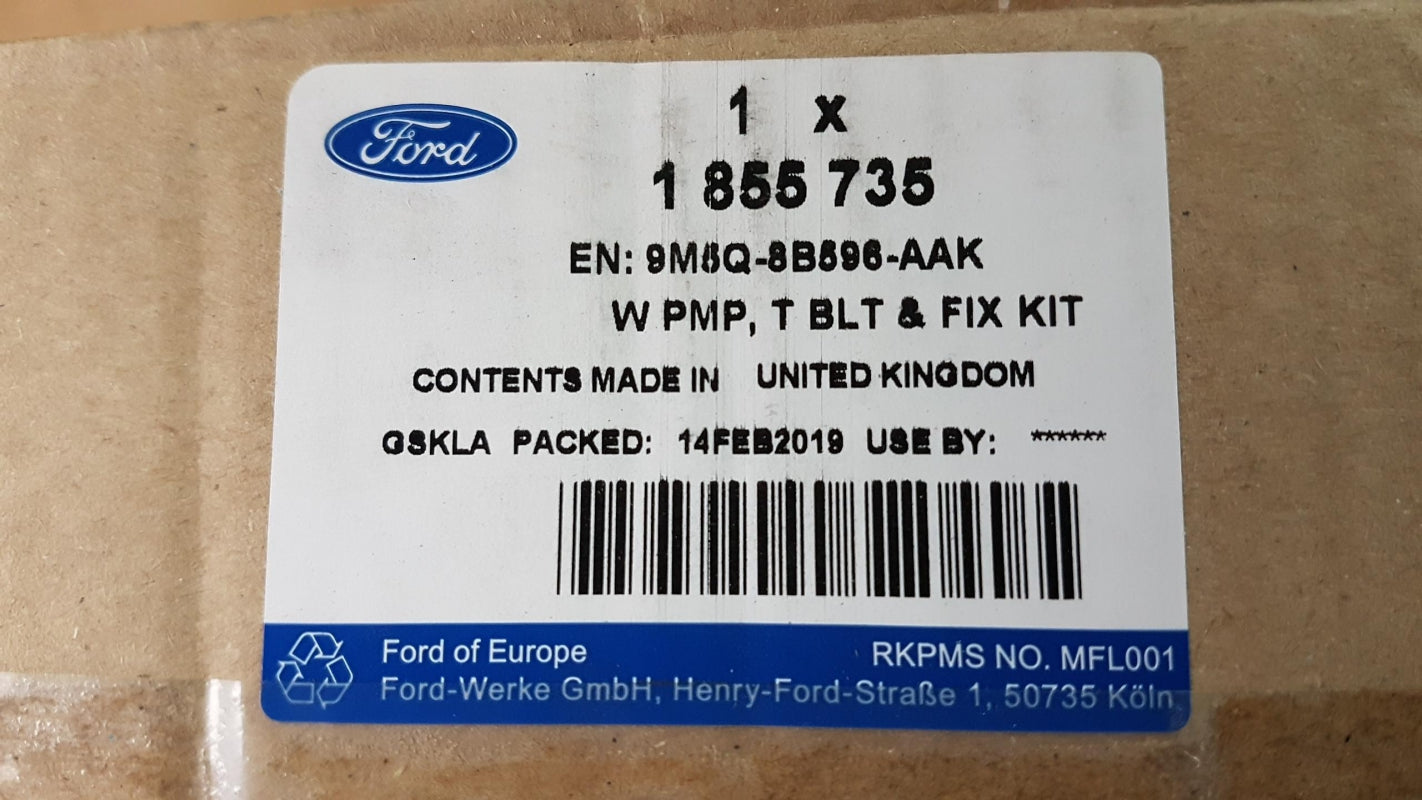 Ford
1 x
1 855 735
EN: 9M5Q-8B596-AAK
W PMP, T BLT & FIX KIT
CONTENTS MADE IN UNITED KINGDOM
GSKLA PACKED: 14FEB2019 USE BY: ******
Ford of Europe
RKPMS NO. MFL001
Ford-Werke GmbH, Henry-Ford-Straße 1, 50735 Köln